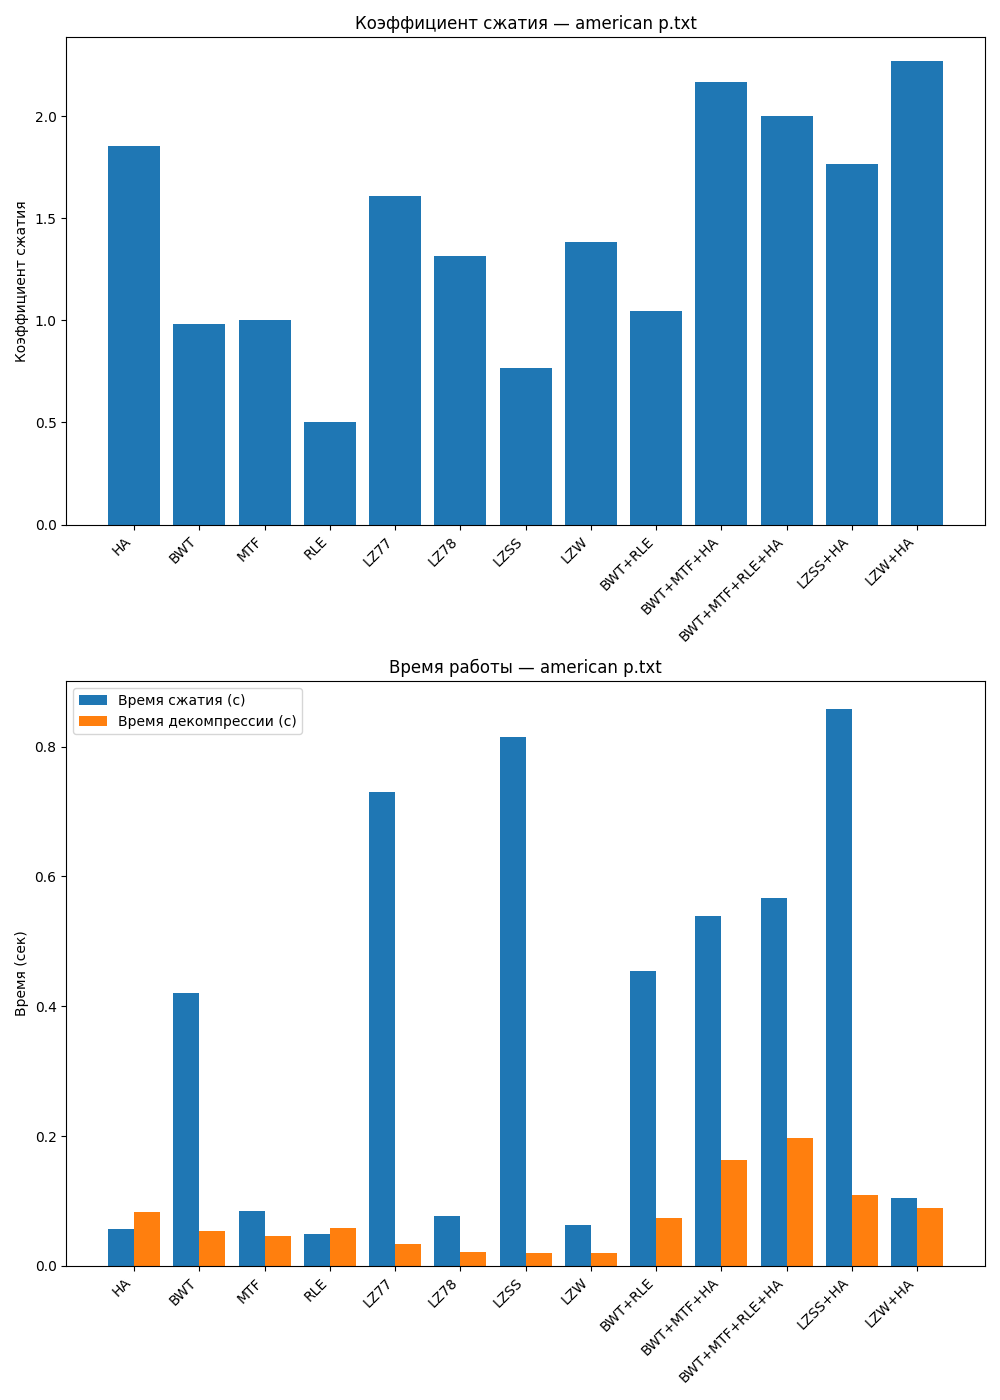 Коэффициент сжатия — american p.txt
Коэффициент сжатия
2.0
1.5
1.0
0.5
0.0
HA
BWT
MTF
RLE
LZ77
LZ78
LZSS
LZW
BWT+RLE
BWT+MTF+HA
BWT+MTF+RLE+HA
LZSS+HA
LZW+HA
Время работы — american p.txt
Время сжатия (с)
Время декомпрессии (с)
Время (сек)
0.8
0.6
0.4
0.2
0.0
HA
BWT
MTF
RLE
LZ77
LZ78
LZSS
LZW
BWT+RLE
BWT+MTF+HA
BWT+MTF+RLE+HA
LZSS+HA
LZW+HA